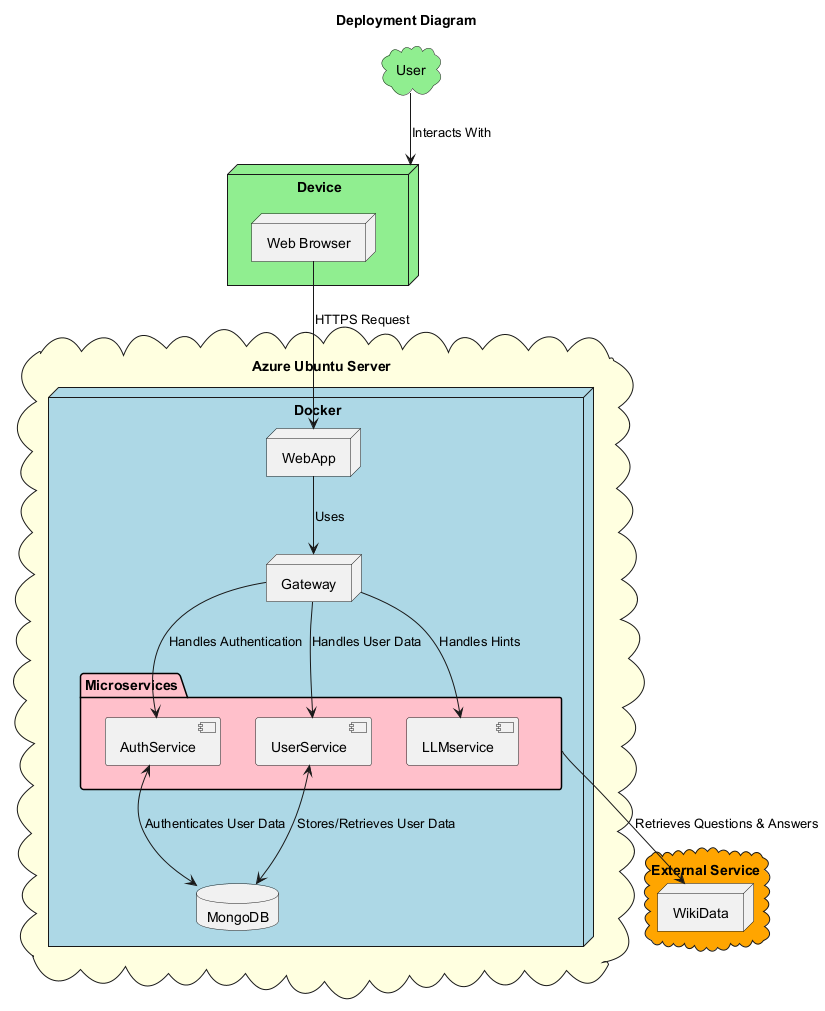 Deployment Diagram
User
Interacts With
Device
Web Browser
HTTPS Request
Azure Ubuntu Server
Docker
WebApp
Uses
Gateway
Handles Authentication
Handles User Data
Handles Hints
Microservices
AuthService
UserService
LLMservice
Authenticates User Data
Stores/Retrieves User Data
Retrieves Questions & Answers
External Service
MongoDB
WikiData